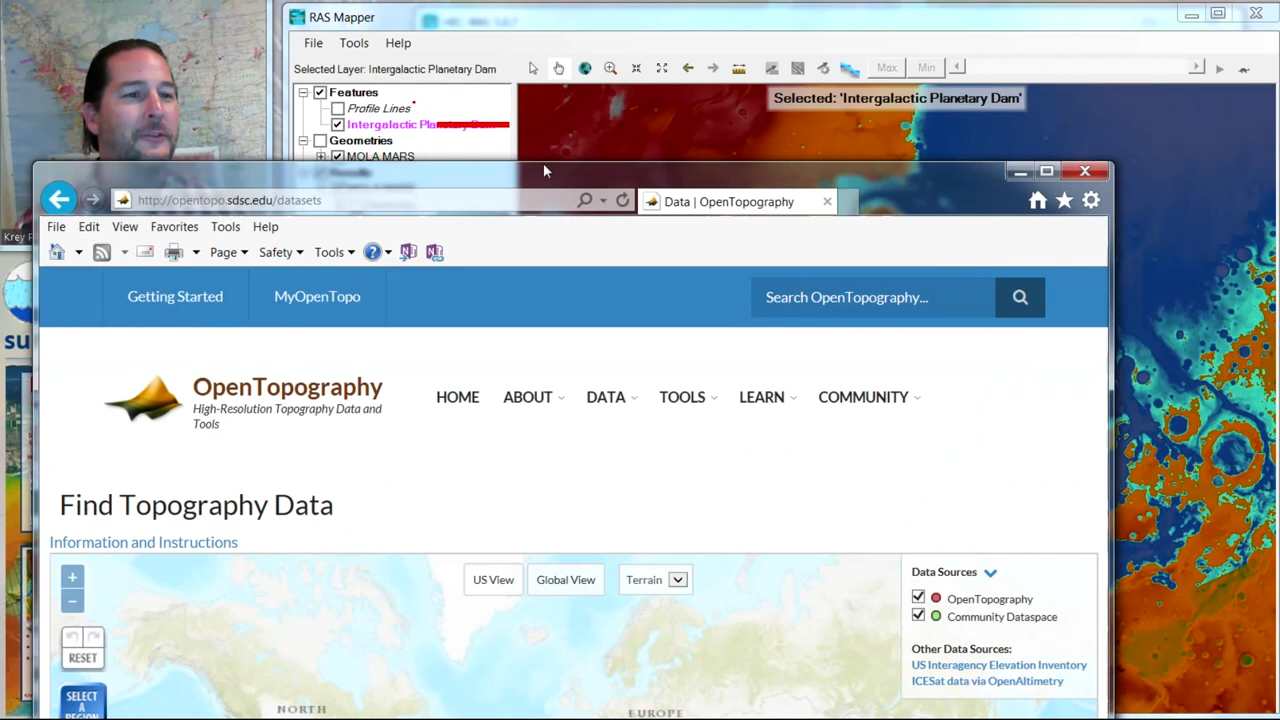 RAS Mapper
File Tools Help
Selected Layer: Intergalactic Planetary Dam
Max Min
Features
Profile Lines
Intergalactic
Geometries
MOLA MARS
Selected: 'Intergalactic Planetary Dam'
Krey
su
http://opentopo.sdsc.edu/datasets
Data | OpenTopography
File Edit View Favorites Tools Help
Page Safety Tools
Getting Started MyOpenTopo
Search OpenTopography...
OpenTopography
High-Resolution Topography Data and
Tools
HOME ABOUT DATA TOOLS LEARN COMMUNITY
Find Topography Data
Information and Instructions
US View Global View Terrain
Data Sources
OpenTopography
Community Dataspace
Other Data Sources:
US Interagency Elevation Inventory
ICESat data via OpenAltimetry
+
−
RESET
SELECT
A
REGION
NORTH
EUROPE